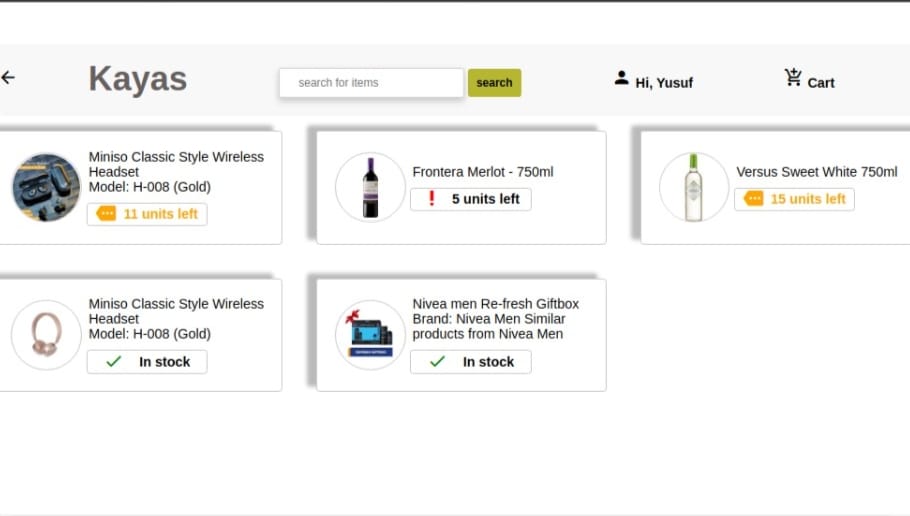 Kayas
search for items
search
Hi, Yusuf
Cart
Miniso Classic Style Wireless
Headset
Model: H-008 (Gold)
11 units left
Frontera Merlot - 750ml
5 units left
Versus Sweet White 750ml
15 units left
Miniso Classic Style Wireless
Headset
Model: H-008 (Gold)
In stock
Nivea men Re-fresh Giftbox
Brand: Nivea Men Similar
products from Nivea Men
In stock